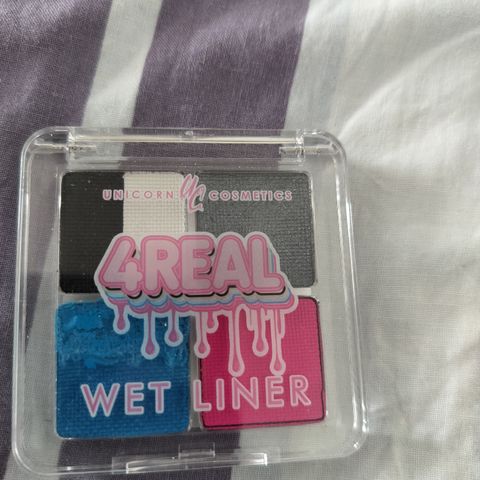 UNICORN UC COSMETICS
4REAL
WET LINER